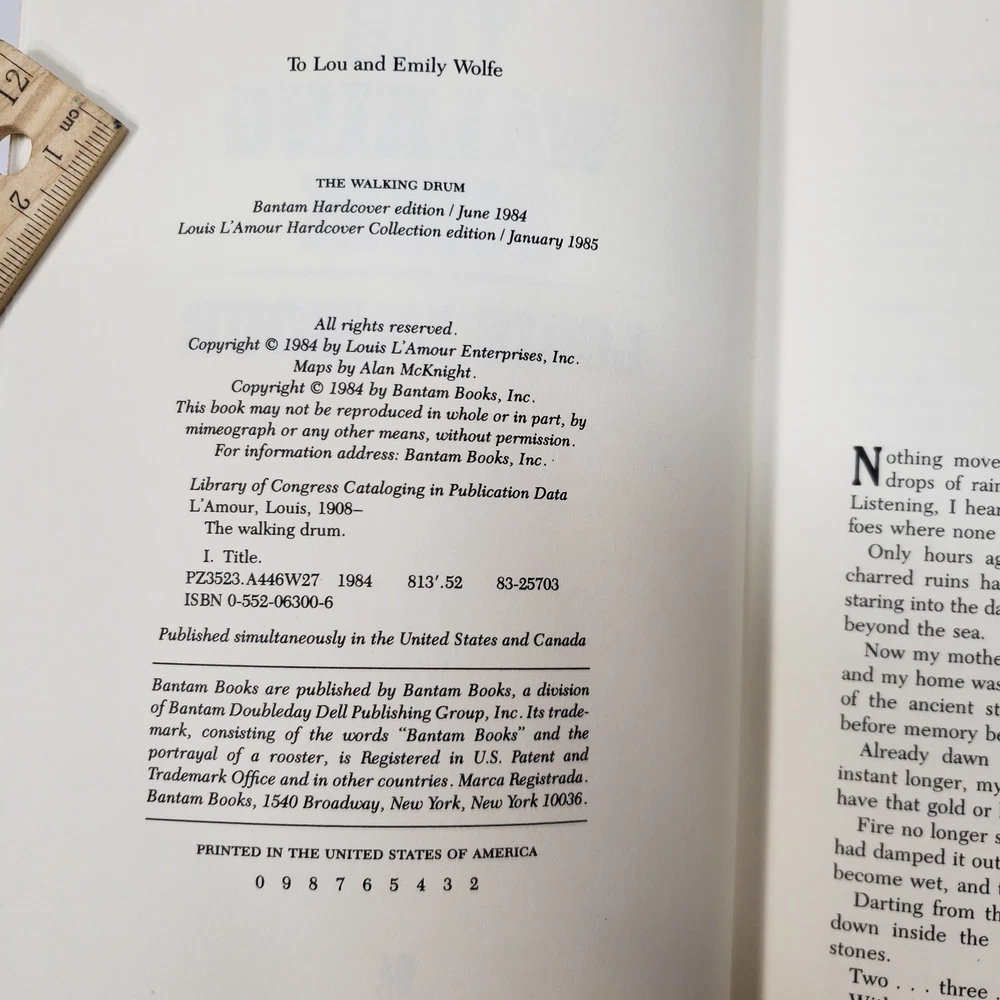 12
cm
1
2
To Lou and Emily Wolfe
THE WALKING DRUM
Bantam Hardcover edition / June 1984
Louis L'Amour Hardcover Collection edition / January 1985
All rights reserved.
Copyright © 1984 by Louis L'Amour Enterprises, Inc.
Maps by Alan McKnight.
Copyright © 1984 by Bantam Books, Inc.
This book may not be reproduced in whole or in part, by
mimeograph or any other means, without permission.
For information address: Bantam Books, Inc.
Library of Congress Cataloging in Publication Data
L'Amour, Louis, 1908–
The walking drum.
I. Title.
PZ3523.A446W27 1984 813'.52 83-25703
ISBN 0-552-06300-6
Published simultaneously in the United States and Canada
Bantam Books are published by Bantam Books, a division
of Bantam Doubleday Dell Publishing Group, Inc. Its trade-
mark, consisting of the words "Bantam Books" and the
portrayal of a rooster, is Registered in U.S. Patent and
Trademark Office and in other countries. Marca Registrada.
Bantam Books, 1540 Broadway, New York, New York 10036.
PRINTED IN THE UNITED STATES OF AMERICA
0 9 8 7 6 5 4 3 2
Nothing move
drops of rain
Listening, I hear
foes where none
Only hours ag
charred ruins ha
staring into the da
beyond the sea.
Now my mothe
and my home was
of the ancient st
before memory be
Already dawn
instant longer, my
have that gold or
Fire no longer s
had damped it out
become wet, and t
Darting from th
down inside the
stones.
Two . . . three